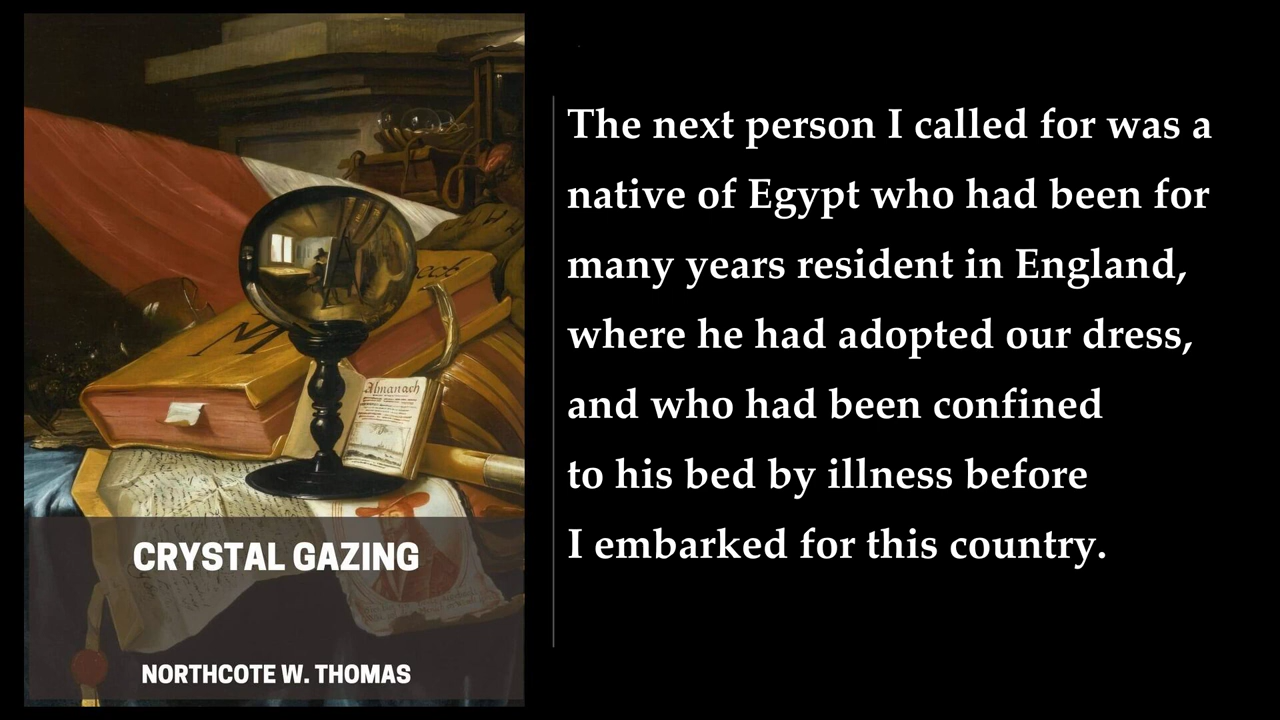 The next person I called for was a
native of Egypt who had been for
many years resident in England,
where he had adopted our dress,
and who had been confined
to his bed by illness before
I embarked for this country.
M
Almanach
CRYSTAL GAZING
NORTHCOTE W. THOMAS